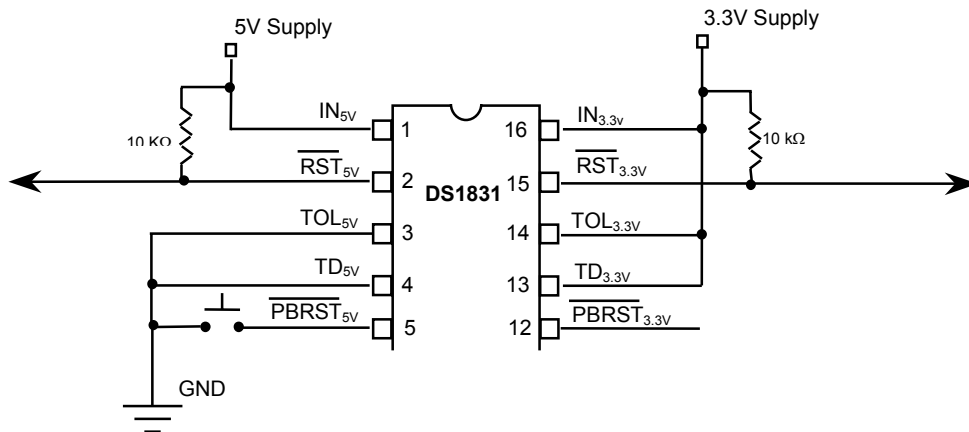 5V Supply
3.3V Supply
10 KΩ
IN5V
1
16
IN3.3v
10 kΩ
RST5V
2
DS1831
15
RST3.3V
TOL5V
3
14
TOL3.3V
TD5V
4
13
TD3.3V
PBRST5V
5
12
PBRST3.3V
GND